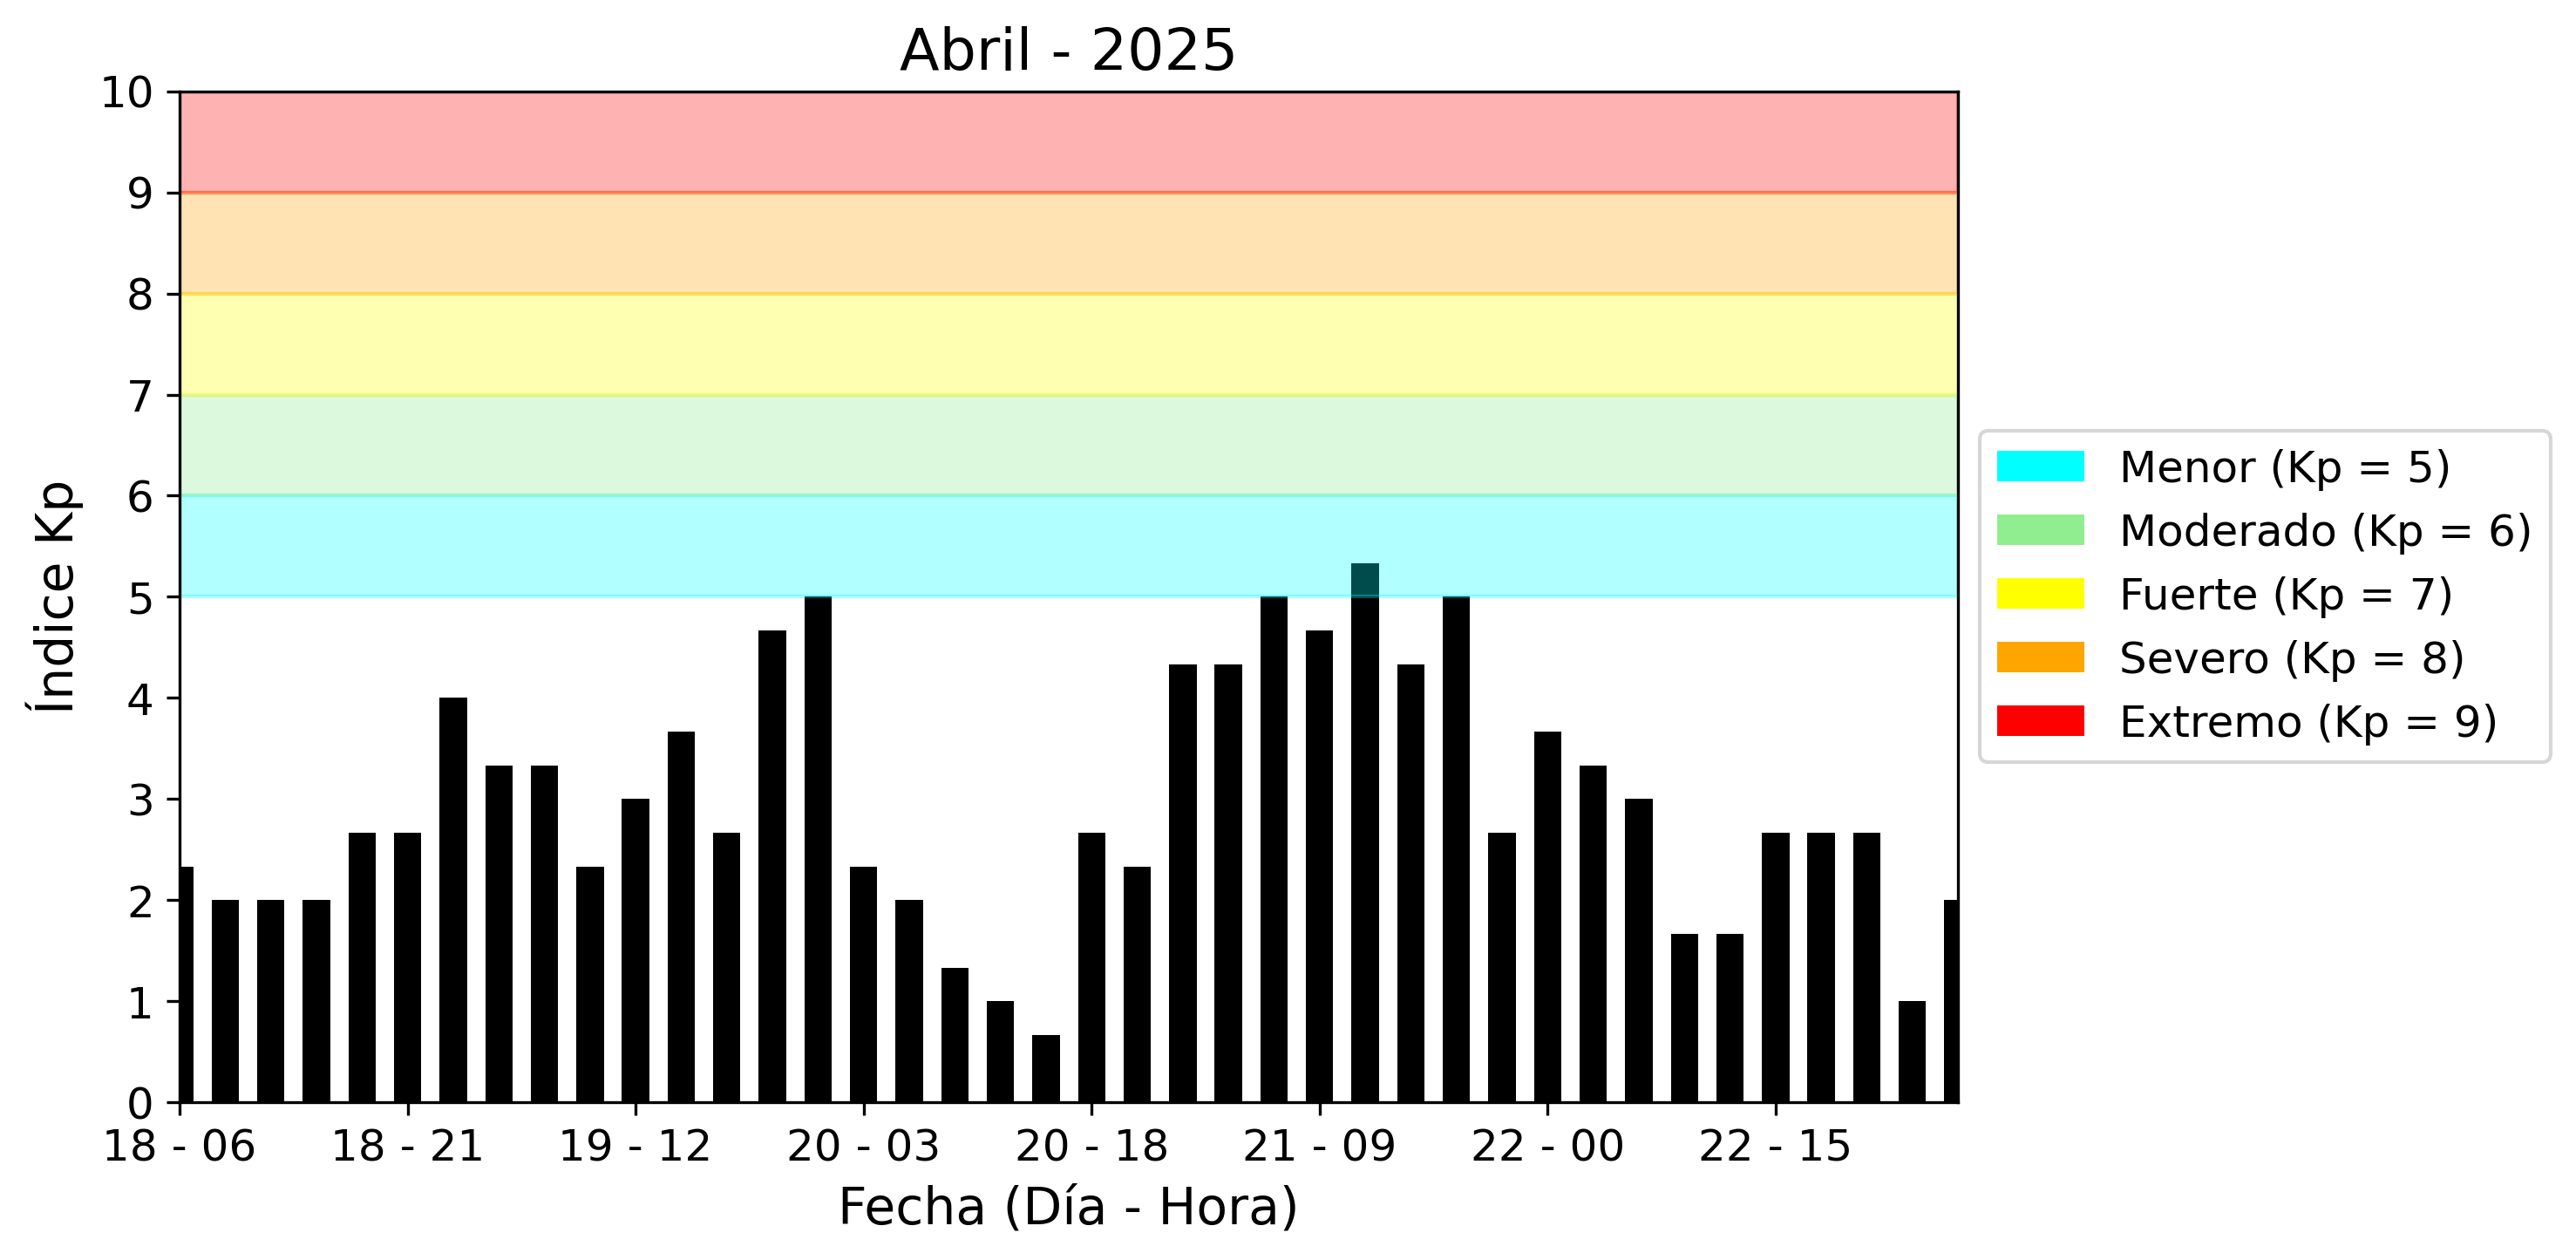 Abril - 2025
10
9
8
7
6
5
4
3
2
1
0
Índice Kp
18 - 06
18 - 21
19 - 12
20 - 03
20 - 18
21 - 09
22 - 00
22 - 15
Fecha (Día - Hora)
Menor (Kp = 5)
Moderado (Kp = 6)
Fuerte (Kp = 7)
Severo (Kp = 8)
Extremo (Kp = 9)